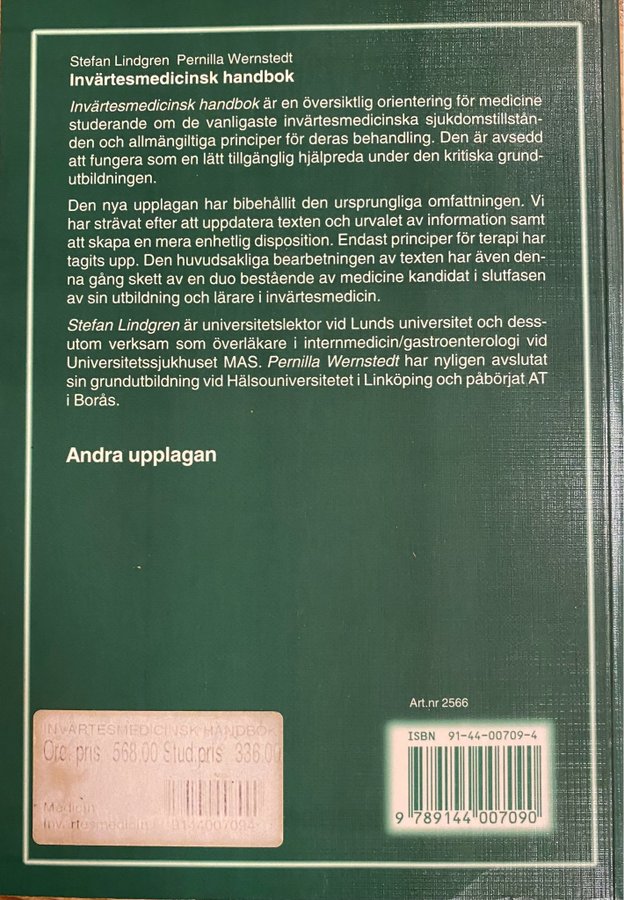 Stefan Lindgren Pernilla Wernstedt
Invärtesmedicinsk handbok
Invärtesmedicinsk handbok är en översiktlig orientering för medicine
studerande om de vanligaste invärtesmedicinska sjukdomstillstån-
den och allmängiltiga principer för deras behandling. Den är avsedd
att fungera som en lätt tillgänglig hjälpreda under den kritiska grund-
utbildningen.
Den nya upplagan har bibehållit den ursprungliga omfattningen. Vi
har strävat efter att uppdatera texten och urvalet av information samt
att skapa en mera enhetlig disposition. Endast principer för terapi har
tagits upp. Den huvudsakliga bearbetningen av texten har även den-
na gång skett av en duo bestående av medicine kandidat i slutfasen
av sin utbildning och lärare i invärtesmedicin.
Stefan Lindgren är universitetslektor vid Lunds universitet och dess-
utom verksam som överläkare i internmedicin/gastroenterologi vid
Universitetssjukhuset MAS. Pernilla Wernstedt har nyligen avslutat
sin grundutbildning vid Hälsouniversitetet i Linköping och påbörjat AT
i Borås.
Andra upplagan
Art.nr 2566
ISBN 91-44-00709-4
9 789144 007090
INVÄRTESMEDICINSK HANDBOK
Ord. pris 568.00 Stud.pris 336.00
Medicin
Invärtesmedicin 9144007094